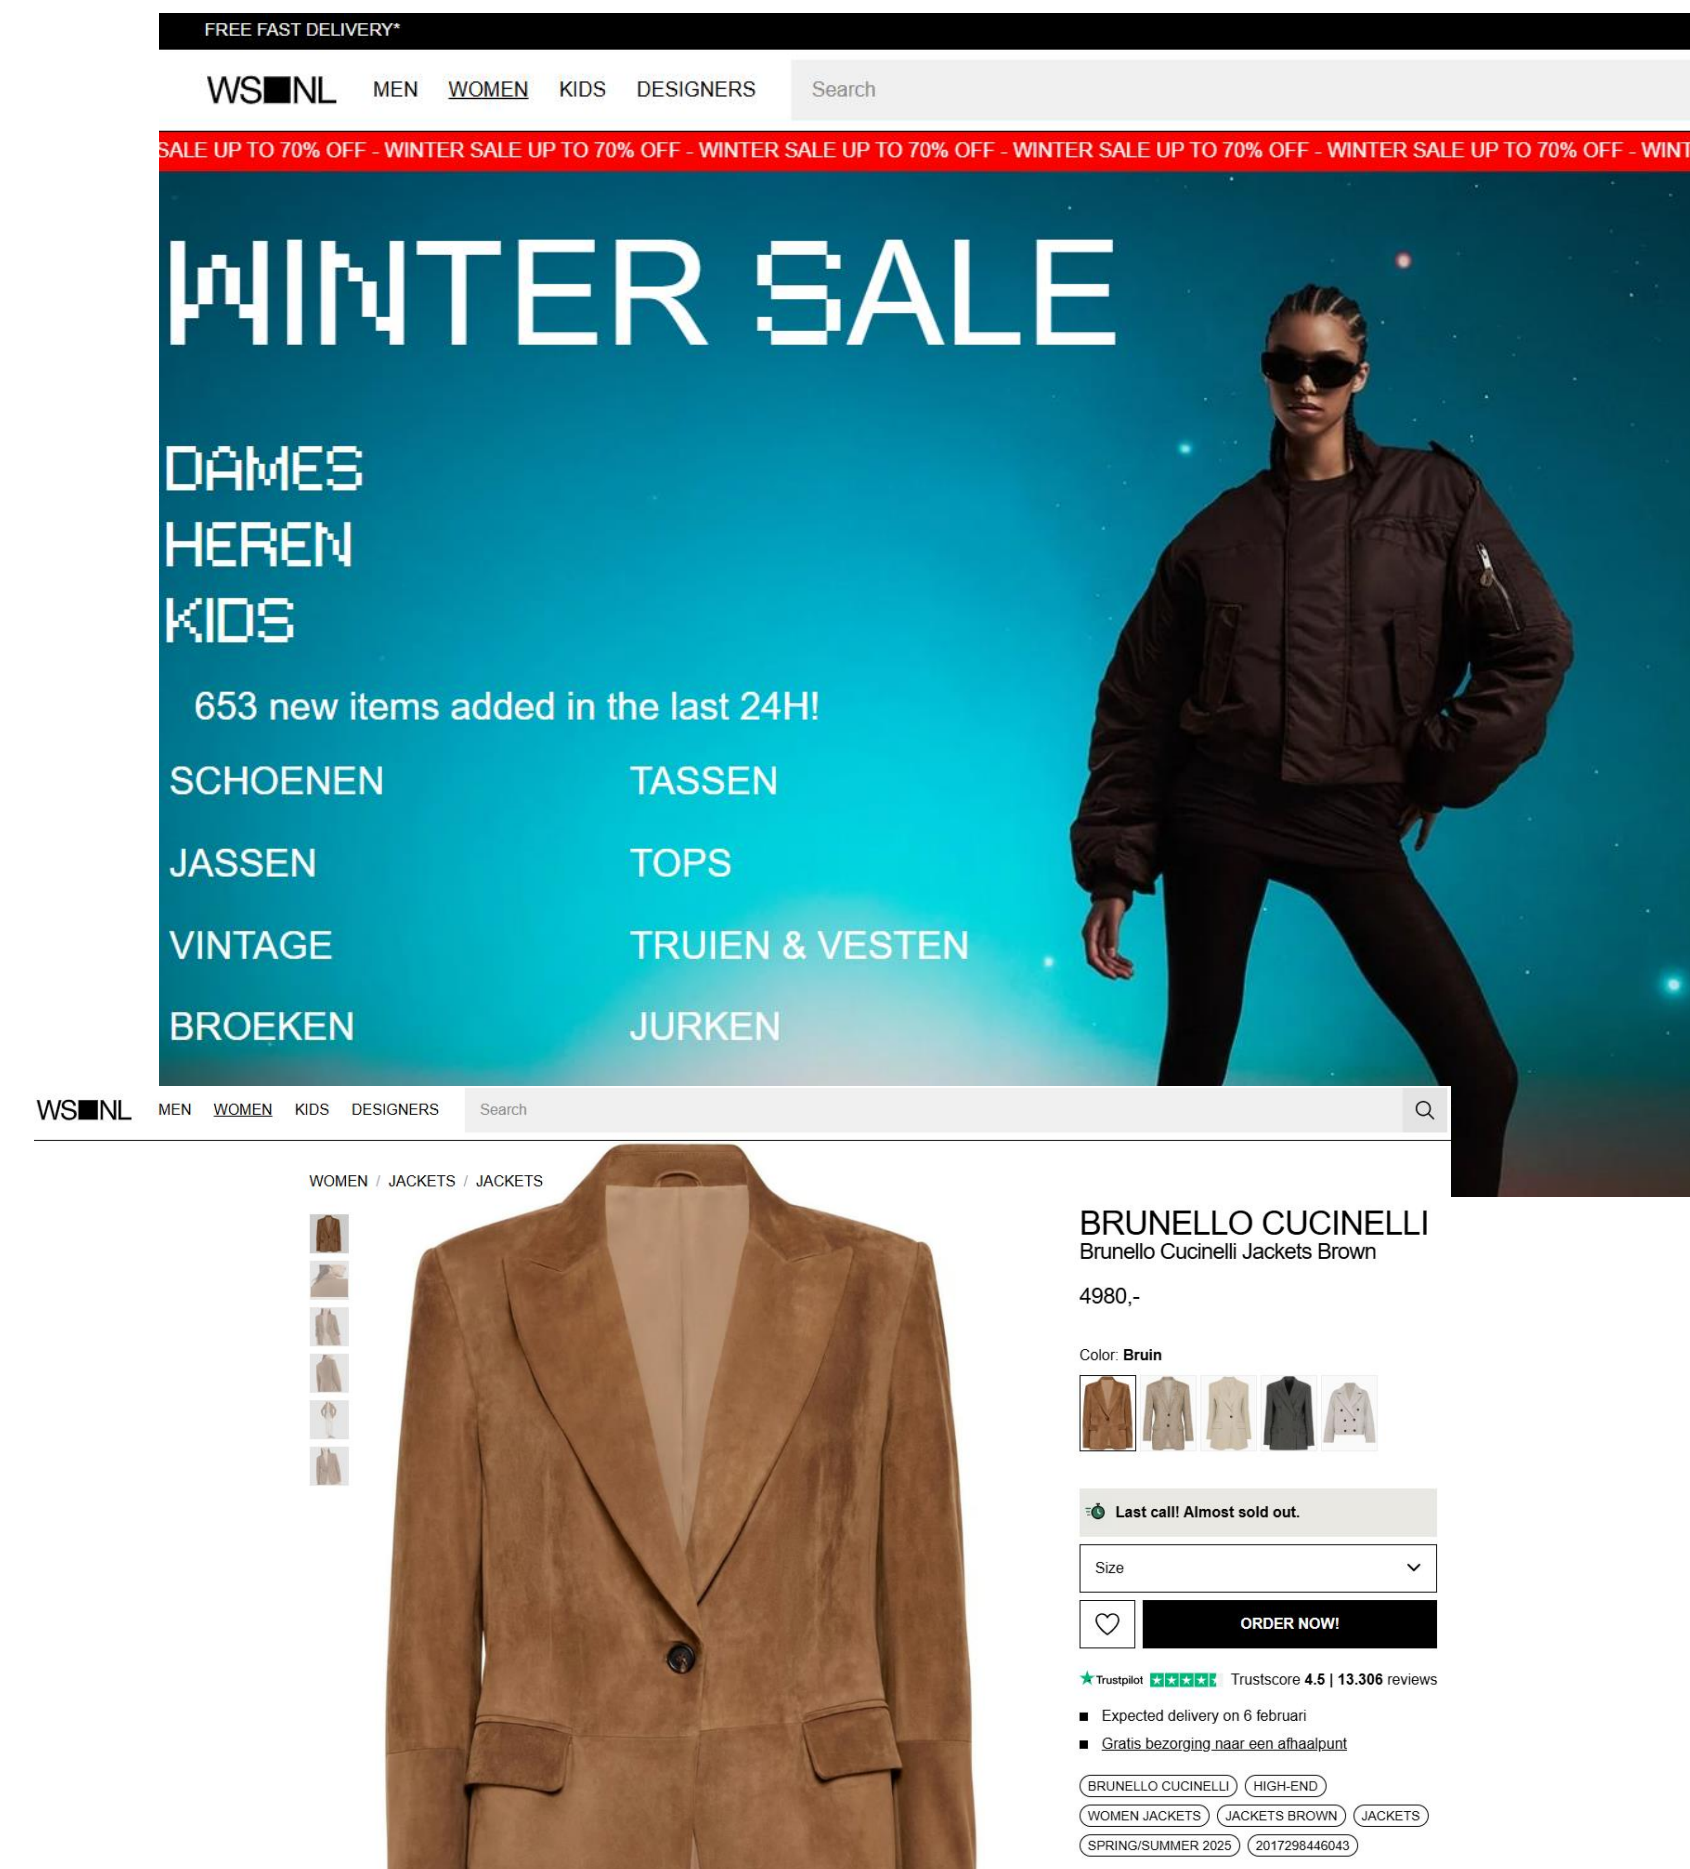 FREE FAST DELIVERY*
WS■NL MEN WOMEN KIDS DESIGNERS Search
SALE UP TO 70% OFF - WINTER SALE UP TO 70% OFF - WINTER SALE UP TO 70% OFF - WINTER SALE UP TO 70% OFF - WINTER SALE UP TO 70% OFF - WINT
WINTER SALE
DAMES
HEREN
KIDS
653 new items added in the last 24H!
SCHOENEN TASSEN
JASSEN TOPS
VINTAGE TRUIEN & VESTEN
BROEKEN JURKEN
WS■NL MEN WOMEN KIDS DESIGNERS Search
WOMEN / JACKETS / JACKETS
BRUNELLO CUCINELLI
Brunello Cucinelli Jackets Brown
4980,-
Color: Bruin
Last call! Almost sold out.
Size
ORDER NOW!
Trustpilot Trustscore 4.5 | 13.306 reviews
Expected delivery on 6 februari
Gratis bezorging naar een afhaalpunt
BRUNELLO CUCINELLI HIGH-END
WOMEN JACKETS JACKETS BROWN JACKETS
SPRING/SUMMER 2025 2017298446043